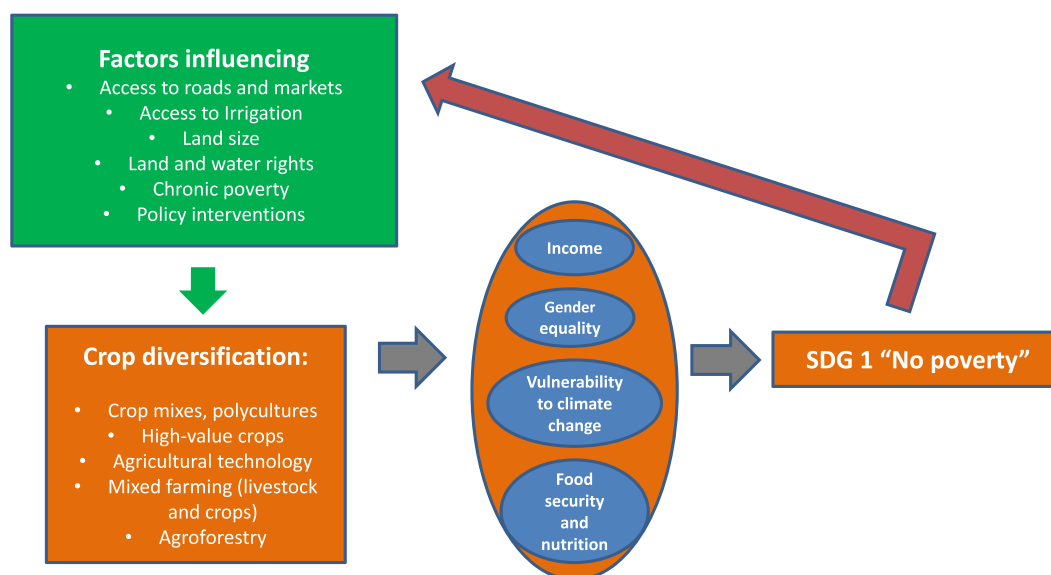 Factors influencing
• Access to roads and markets
• Access to Irrigation
• Land size
• Land and water rights
• Chronic poverty
• Policy interventions
Crop diversification:
• Crop mixes, polycultures
• High-value crops
• Agricultural technology
• Mixed farming (livestock
and crops)
• Agroforestry
Income
Gender
equality
Vulnerability
to climate
change
Food
security
and
nutrition
SDG 1 “No poverty”